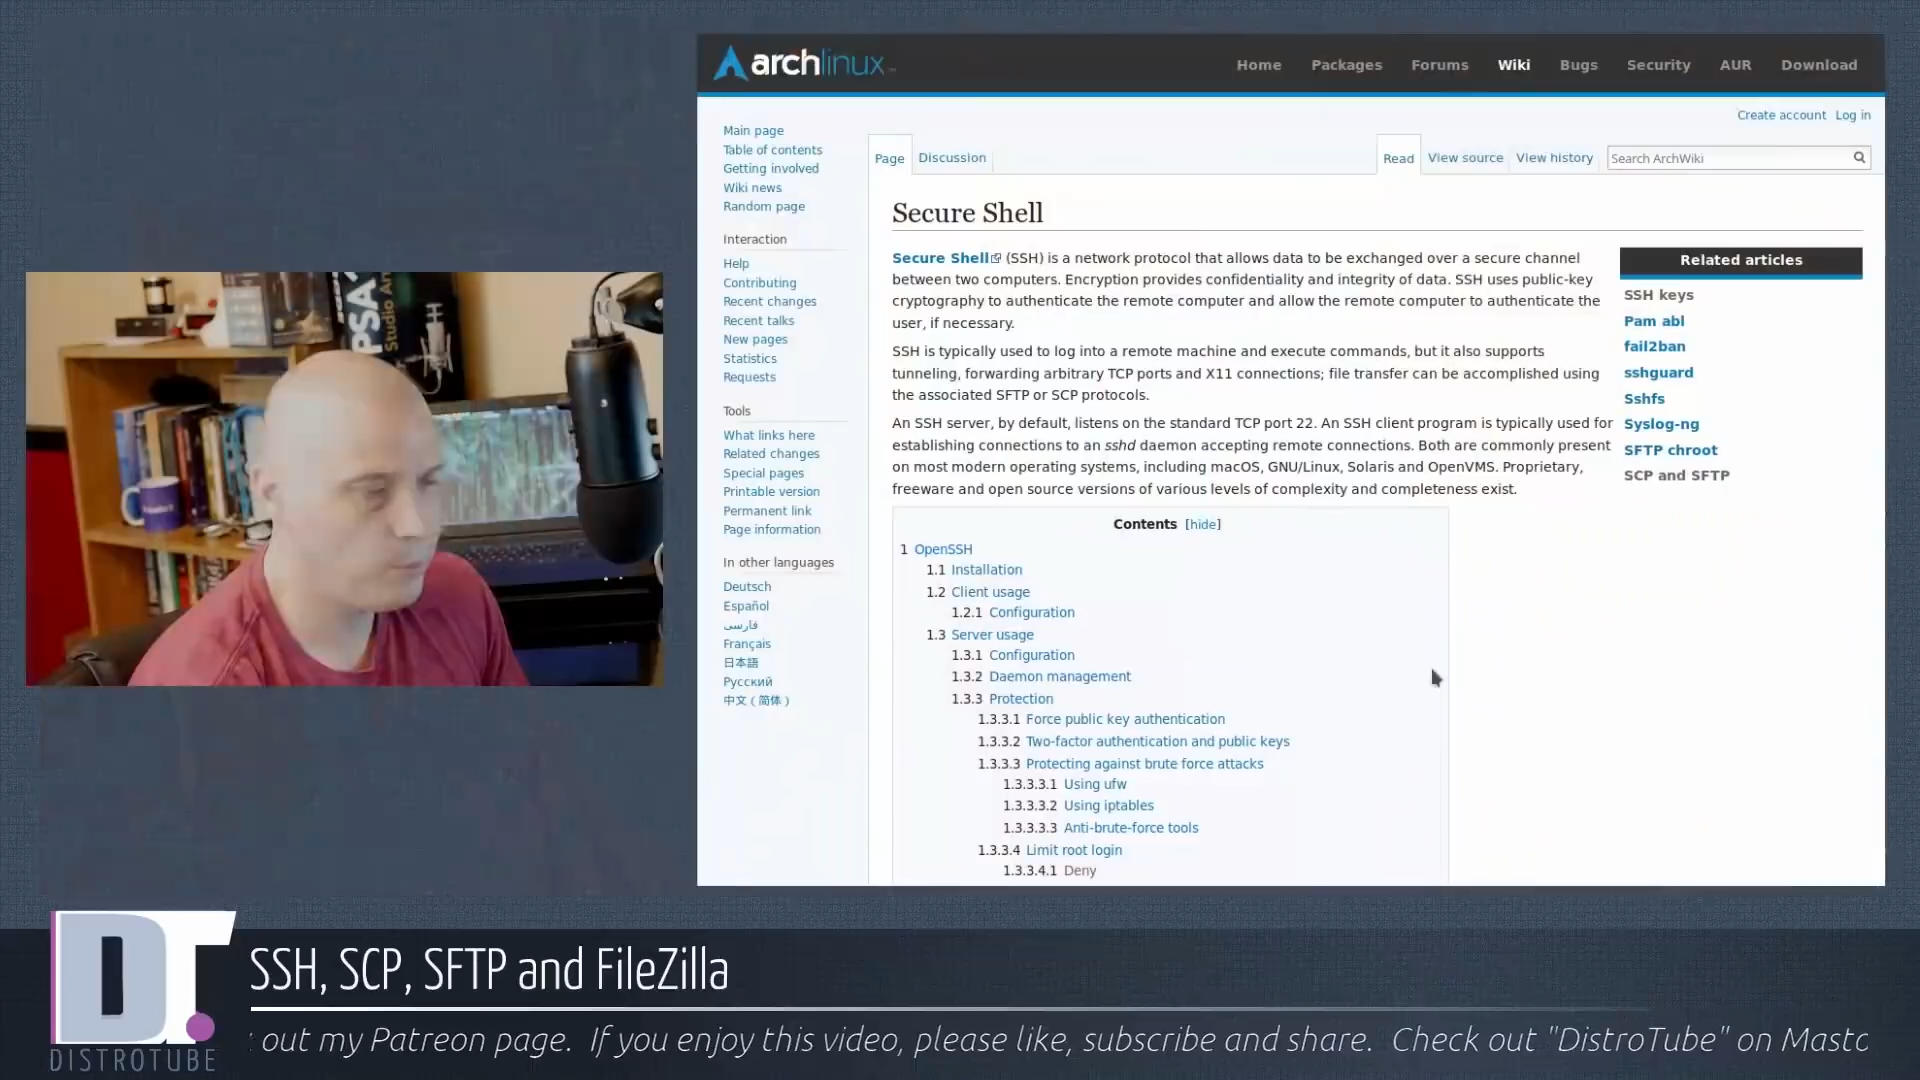 archlinux
Home Packages Forums Wiki Bugs Security AUR Download
Create account Log in
Main page
Table of contents
Getting involved
Wiki news
Random page
Interaction
Help
Contributing
Recent changes
Recent talks
New pages
Statistics
Requests
Tools
What links here
Related changes
Special pages
Printable version
Permanent link
Page information
In other languages
Deutsch
Español
فارسی
Français
日本語
Русский
中文（简体）
Page Discussion Read View source View history Search ArchWiki
Secure Shell
Secure Shell (SSH) is a network protocol that allows data to be exchanged over a secure channel
between two computers. Encryption provides confidentiality and integrity of data. SSH uses public-key
cryptography to authenticate the remote computer and allow the remote computer to authenticate the
user, if necessary.
SSH is typically used to log into a remote machine and execute commands, but it also supports
tunneling, forwarding arbitrary TCP ports and X11 connections; file transfer can be accomplished using
the associated SFTP or SCP protocols.
An SSH server, by default, listens on the standard TCP port 22. An SSH client program is typically used for
establishing connections to an sshd daemon accepting remote connections. Both are commonly present
on most modern operating systems, including macOS, GNU/Linux, Solaris and OpenVMS. Proprietary,
freeware and open source versions of various levels of complexity and completeness exist.
Related articles
SSH keys
Pam abl
fail2ban
sshguard
Sshfs
Syslog-ng
SFTP chroot
SCP and SFTP
Contents [hide]
1 OpenSSH
1.1 Installation
1.2 Client usage
1.2.1 Configuration
1.3 Server usage
1.3.1 Configuration
1.3.2 Daemon management
1.3.3 Protection
1.3.3.1 Force public key authentication
1.3.3.2 Two-factor authentication and public keys
1.3.3.3 Protecting against brute force attacks
1.3.3.3.1 Using ufw
1.3.3.3.2 Using iptables
1.3.3.3.3 Anti-brute-force tools
1.3.3.4 Limit root login
1.3.3.4.1 Deny
PSA1
Studio Ar
DT
DISTROTUBE
SSH, SCP, SFTP and FileZilla
out my Patreon page. If you enjoy this video, please like, subscribe and share. Check out "DistroTube" on Masto